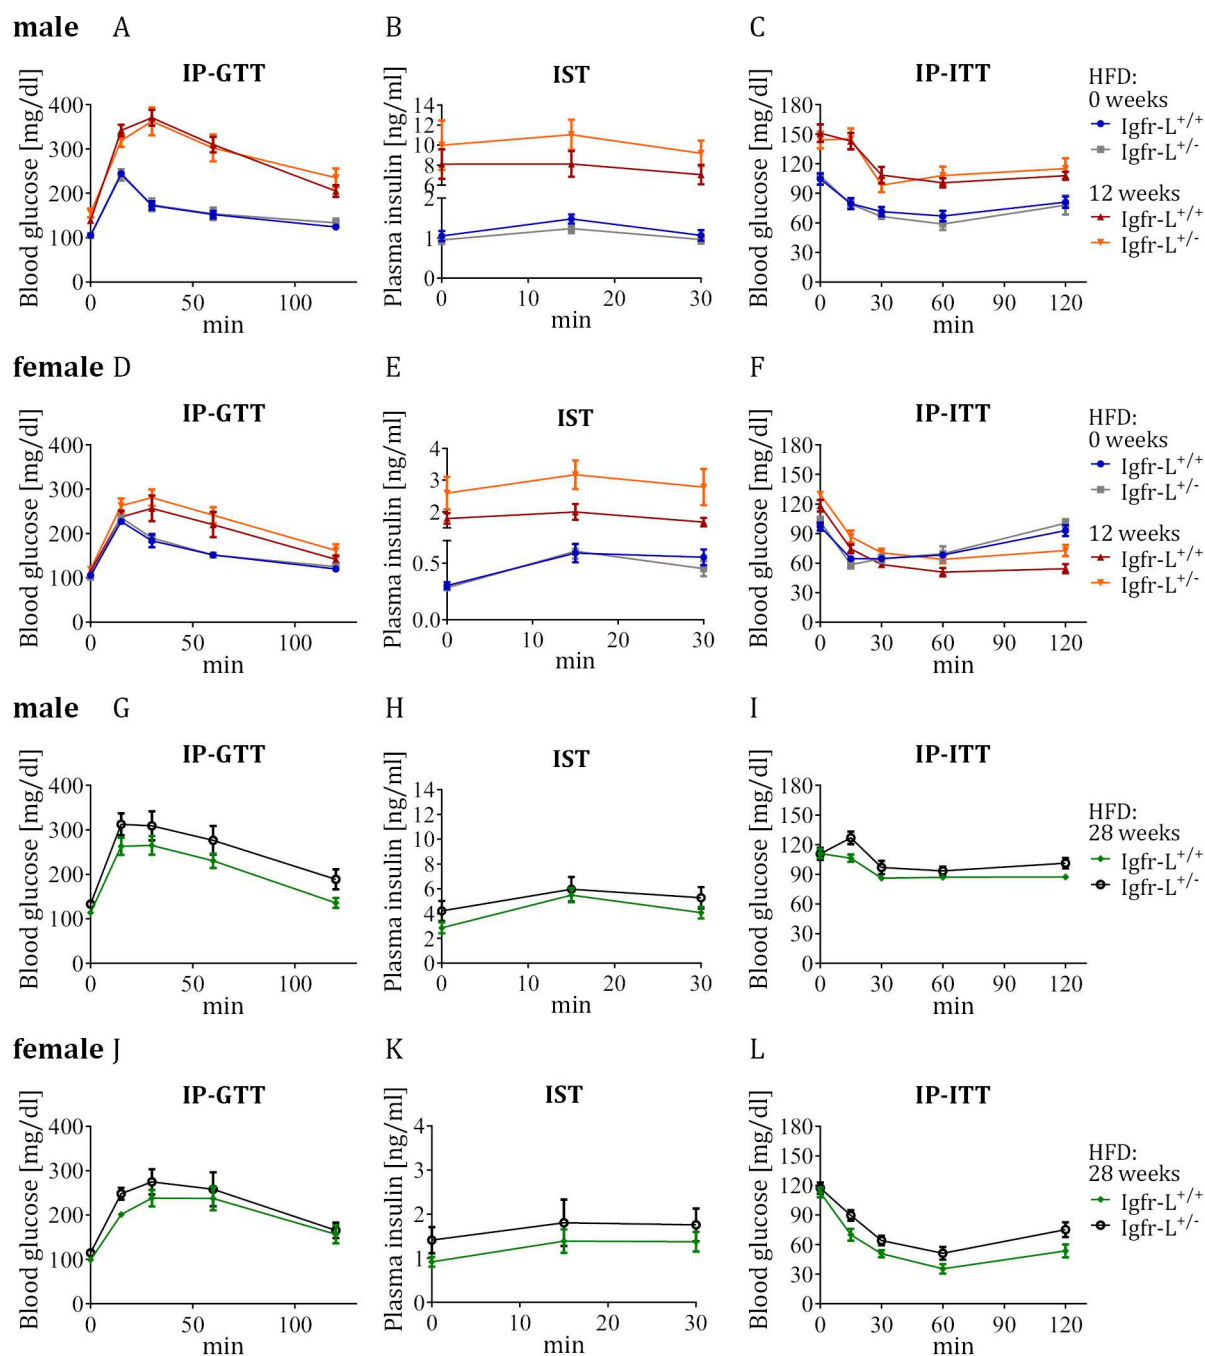 male A B C
IP-GTT IST IP-ITT
Blood glucose [mg/dl]
400
300
200
100
0
0 50 100
min
Plasma insulin [ng/ml]
14
12
10
8
6
2
1
0
0 10 20 30
min
Blood glucose [mg/dl]
180
150
120
90
60
30
0
0 30 60 90 120
min
HFD:
0 weeks
Igfr-L+/+
Igfr-L+/-
12 weeks
Igfr-L+/+
Igfr-L+/-
female D E F
IP-GTT IST IP-ITT
Blood glucose [mg/dl]
400
300
200
100
0
0 50 100
min
Plasma insulin [ng/ml]
4
3
2
0.5
0.0
0 10 20 30
min
Blood glucose [mg/dl]
180
150
120
90
60
30
0
0 30 60 90 120
min
HFD:
0 weeks
Igfr-L+/+
Igfr-L+/-
12 weeks
Igfr-L+/+
Igfr-L+/-
male G H I
IP-GTT IST IP-ITT
Blood glucose [mg/dl]
400
300
200
100
0
0 50 100
min
Plasma insulin [ng/ml]
14
12
10
8
6
4
2
0
0 10 20 30
min
Blood glucose [mg/dl]
180
150
120
90
60
30
0
0 30 60 90 120
min
HFD:
28 weeks
Igfr-L+/+
Igfr-L+/-
female J K L
IP-GTT IST IP-ITT
Blood glucose [mg/dl]
400
300
200
100
0
0 50 100
min
Plasma insulin [ng/ml]
4
3
2
1
0
0 10 20 30
min
Blood glucose [mg/dl]
180
150
120
90
60
30
0
0 30 60 90 120
min
HFD:
28 weeks
Igfr-L+/+
Igfr-L+/-